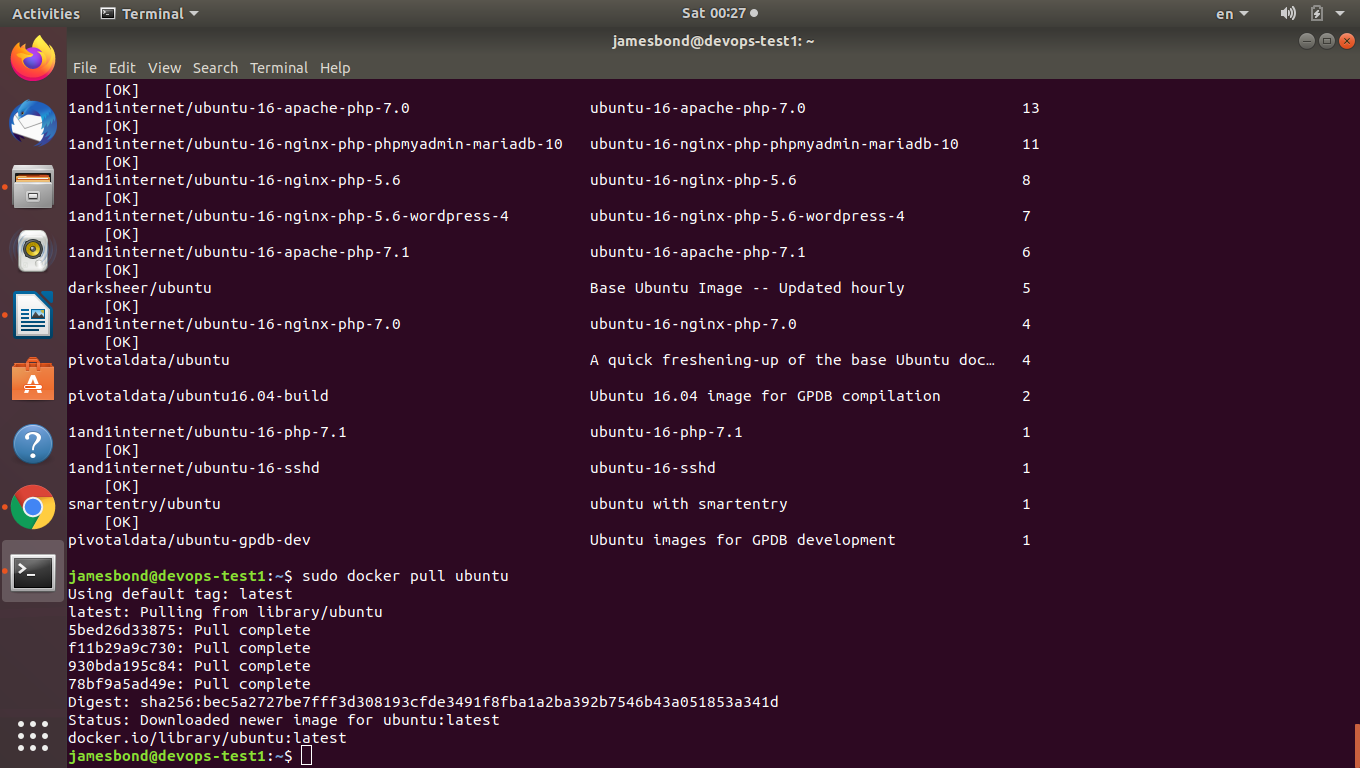 Activities Terminal Sat 00:27 en
jamesbond@devops-test1: ~
File Edit View Search Terminal Help
[OK]
1and1internet/ubuntu-16-apache-php-7.0 ubuntu-16-apache-php-7.0 13
[OK]
1and1internet/ubuntu-16-nginx-php-phpmyadmin-mariadb-10 ubuntu-16-nginx-php-phpmyadmin-mariadb-10 11
[OK]
1and1internet/ubuntu-16-nginx-php-5.6 ubuntu-16-nginx-php-5.6 8
[OK]
1and1internet/ubuntu-16-nginx-php-5.6-wordpress-4 ubuntu-16-nginx-php-5.6-wordpress-4 7
[OK]
1and1internet/ubuntu-16-apache-php-7.1 ubuntu-16-apache-php-7.1 6
[OK]
darksheer/ubuntu Base Ubuntu Image -- Updated hourly 5
[OK]
1and1internet/ubuntu-16-nginx-php-7.0 ubuntu-16-nginx-php-7.0 4
[OK]
pivotaldata/ubuntu A quick freshening-up of the base Ubuntu doc… 4
pivotaldata/ubuntu16.04-build Ubuntu 16.04 image for GPDB compilation 2
1and1internet/ubuntu-16-php-7.1 ubuntu-16-php-7.1 1
[OK]
1and1internet/ubuntu-16-sshd ubuntu-16-sshd 1
[OK]
smartentry/ubuntu ubuntu with smartentry 1
[OK]
pivotaldata/ubuntu-gpdb-dev Ubuntu images for GPDB development 1
jamesbond@devops-test1:~$ sudo docker pull ubuntu
Using default tag: latest
latest: Pulling from library/ubuntu
5bed26d33875: Pull complete
f11b29a9c730: Pull complete
930bda195c84: Pull complete
78bf9a5ad49e: Pull complete
Digest: sha256:bec5a2727be7fff3d308193cfde3491f8fba1a2ba392b7546b43a051853a341d
Status: Downloaded newer image for ubuntu:latest
docker.io/library/ubuntu:latest
jamesbond@devops-test1:~$